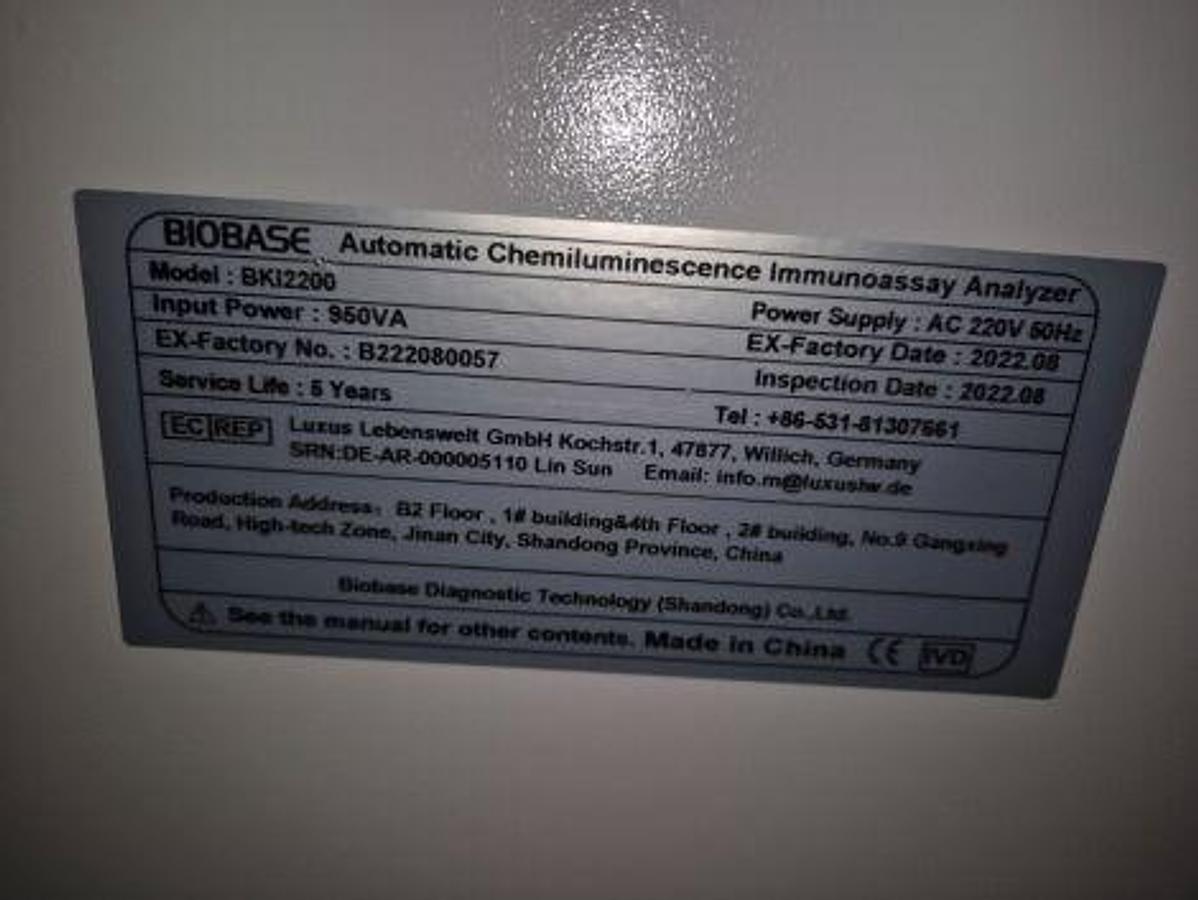 BIOBASE Automatic Chemiluminescence Immunoassay Analyzer
Model : BKI2200 Power Supply : AC 220V 50Hz
Input Power : 950VA EX-Factory Date : 2022.08
EX-Factory No. : B222080057 Inspection Date : 2022.08
Service Life : 5 Years Tel : +86-531-81307661
EC REP Luxus Lebenswelt GmbH Kochstr.1, 47877, Willich, Germany
SRN:DE-AR-000005110 Lin Sun Email: info.m@luxuslw.de
Production Address: B2 Floor , 1# building&4th Floor , 2# building, No.9 Gangxing
Road, High-tech Zone, Jinan City, Shandong Province, China
Biobase Diagnostic Technology (Shandong) Co.,Ltd.
See the manual for other contents. Made in China CE IVD